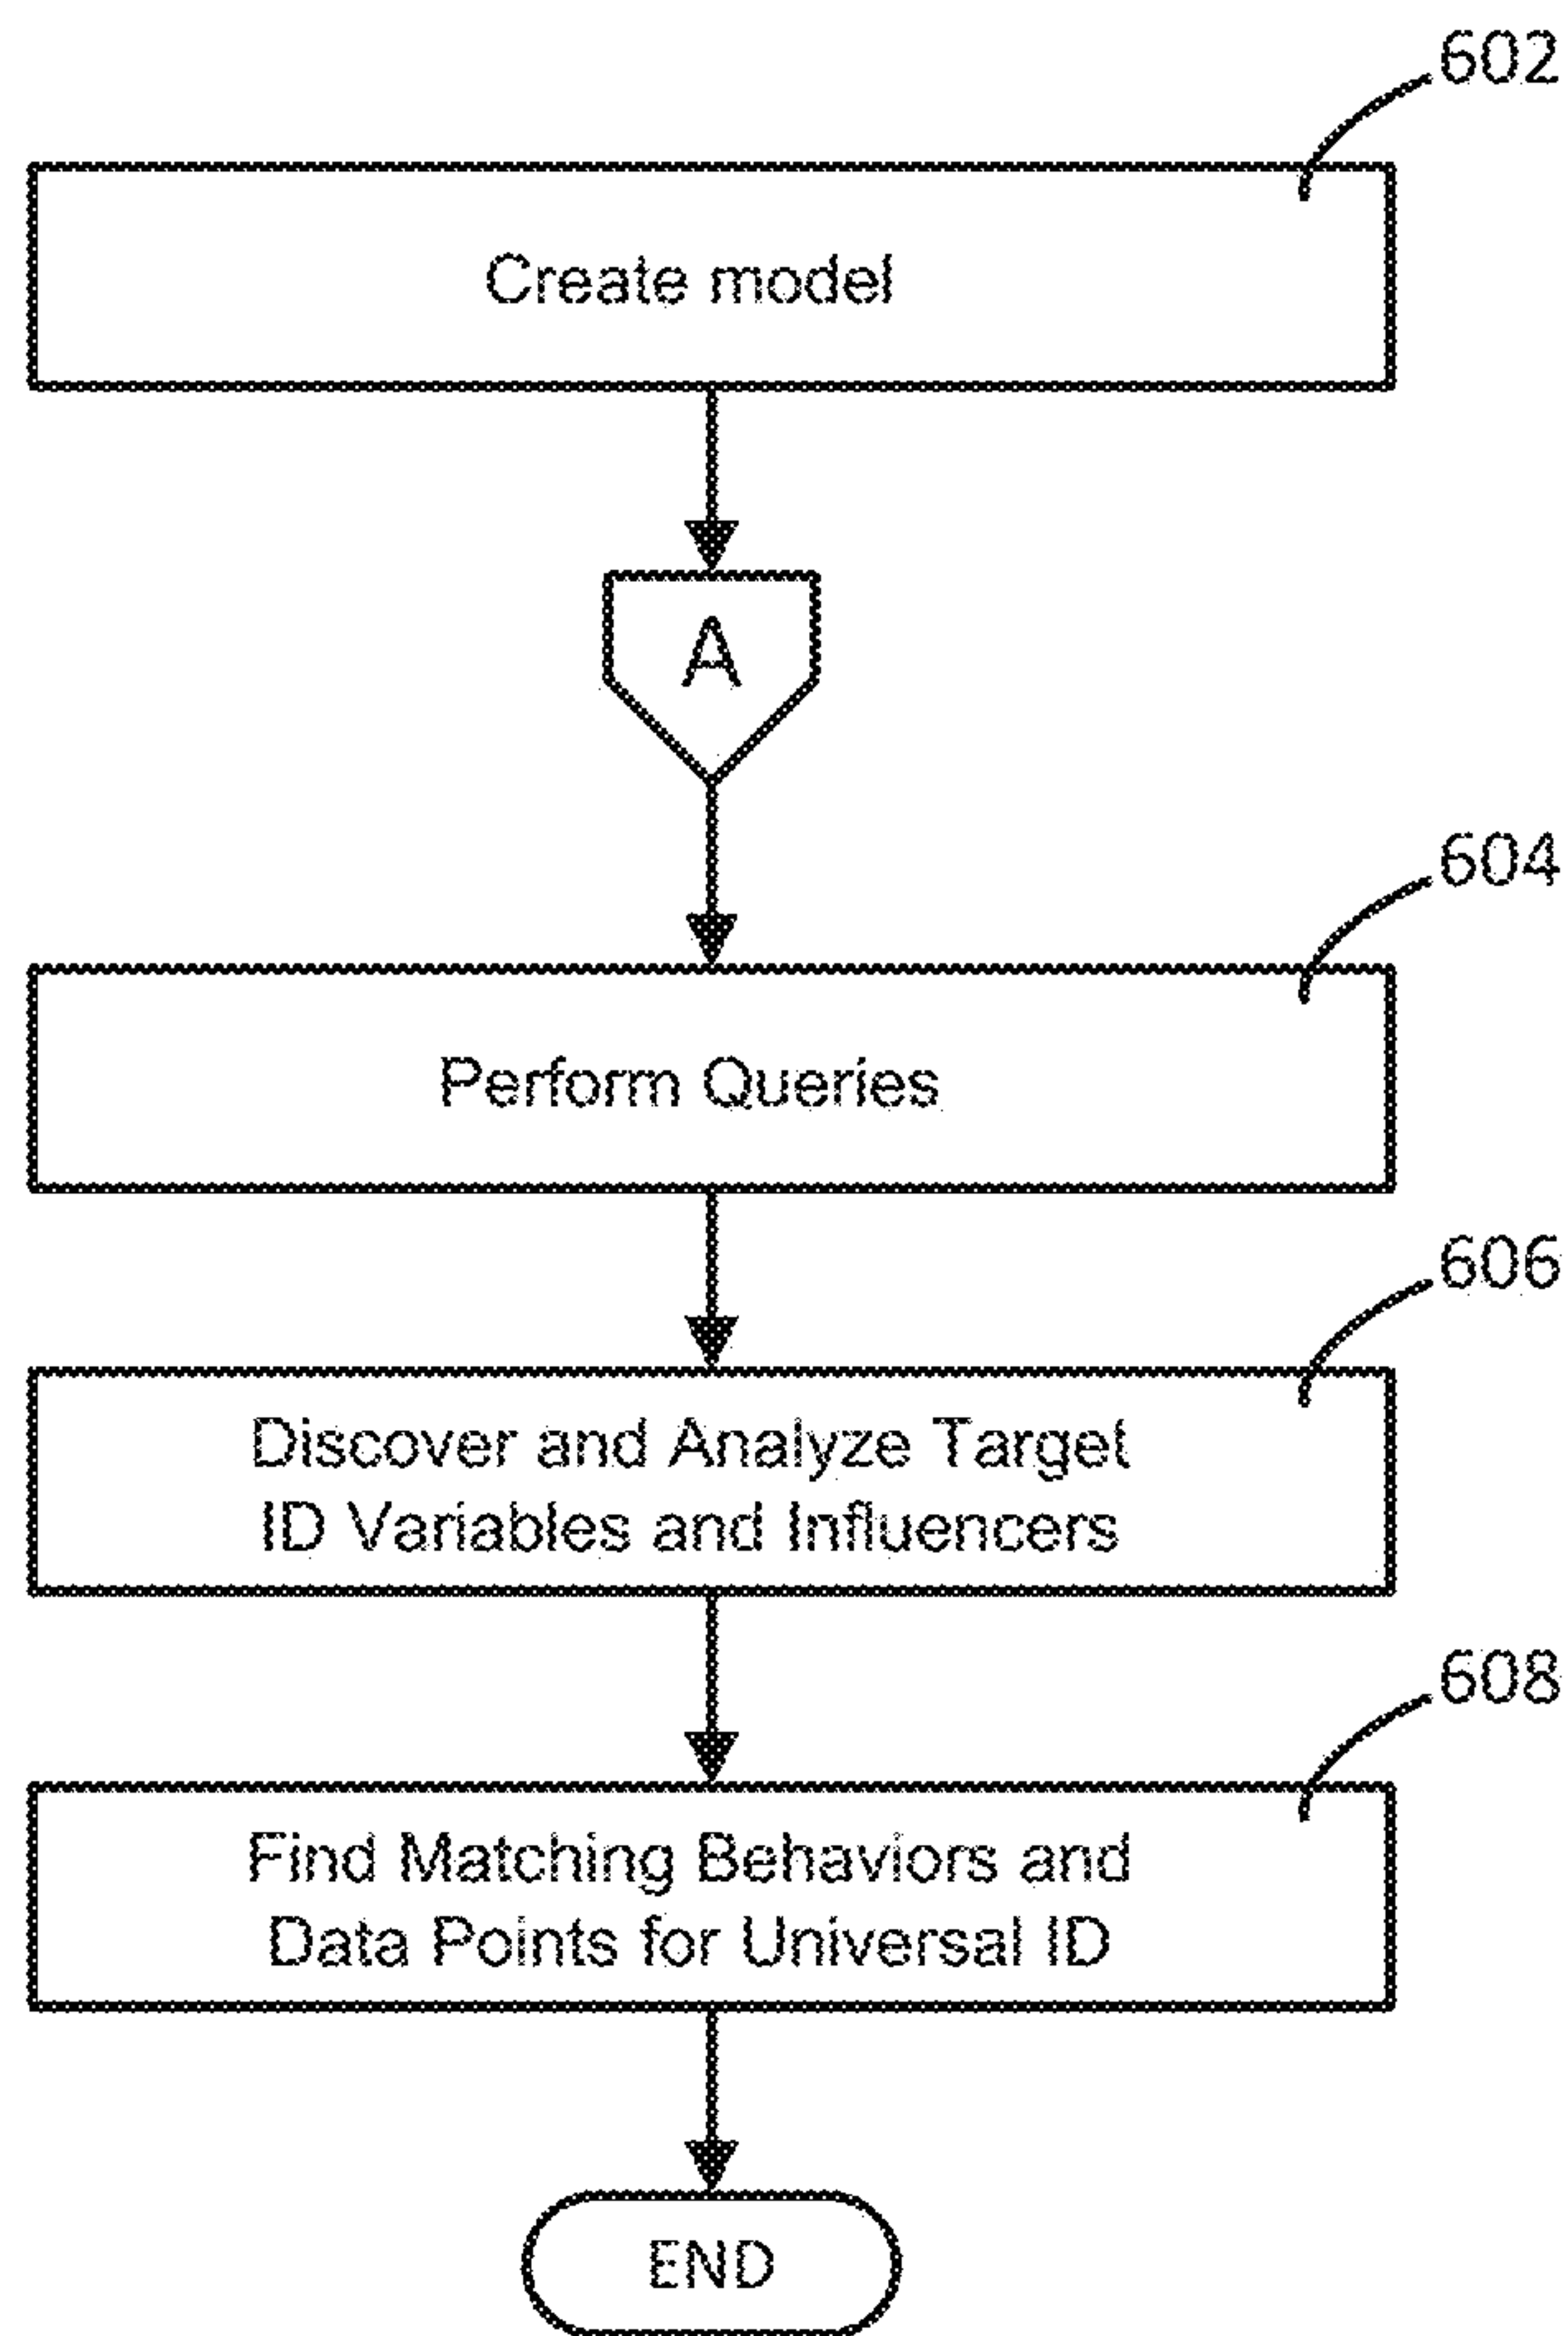 602
Create model
A
604
Perform Queries
606
Discover and Analyze Target
ID Variables and Influencers
608
Find Matching Behaviors and
Data Points for Universal ID
END